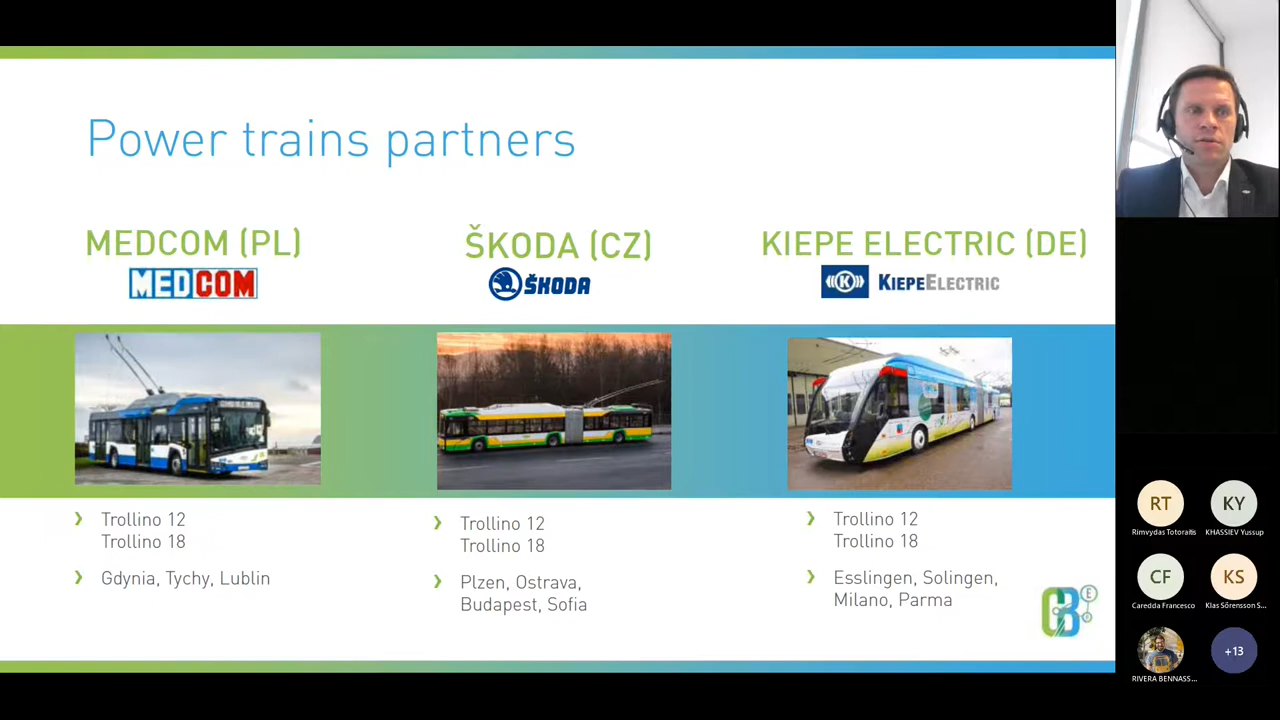 Power trains partners
MEDCOM (PL)
MEDCOM
ŠKODA (CZ)
ŠKODA
KIEPE ELECTRIC (DE)
K
KIEPEELECTRIC
› Trollino 12
Trollino 18
› Gdynia, Tychy, Lublin
› Trollino 12
Trollino 18
› Plzen, Ostrava,
Budapest, Sofia
› Trollino 12
Trollino 18
› Esslingen, Solingen,
Milano, Parma
CB
E
RT
Rimvydas Totoraitis
KY
KHASSIEV Yussup
CF
Caredda Francesco
KS
Klas Sörensson S...
RIVERA BENNASS...
+13